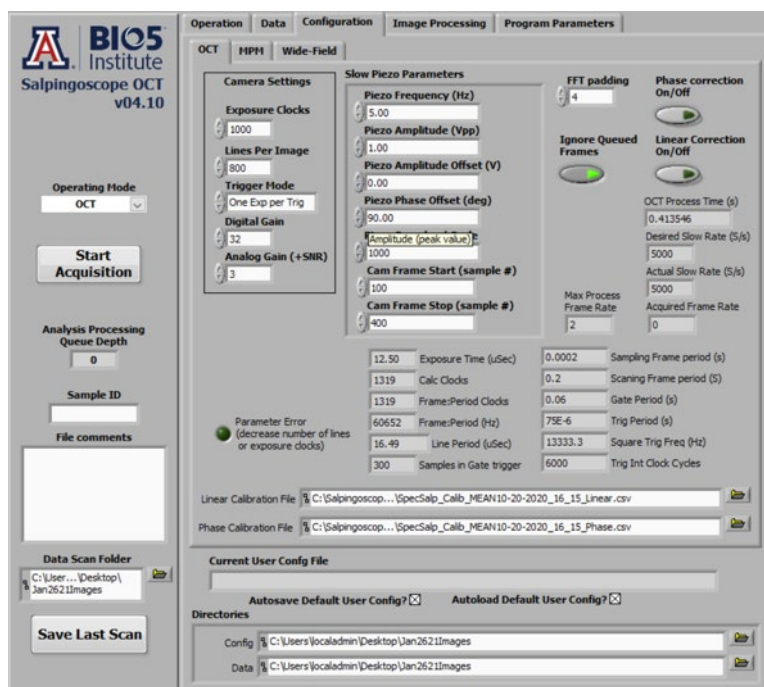 BIO5
Institute
Salpingoscope OCT
v04.10
Operating Mode
OCT
Start
Acquisition
Analysis Processing
Queue Depth
0
Sample ID
File comments
Data Scan Folder
C:\User...\Desktop\
Jan2621Images
Save Last Scan
Operation Data Configuration Image Processing Program Parameters
OCT MPM Wide-Field
Camera Settings
Exposure Clocks
1000
Lines Per Image
800
Trigger Mode
One Exp per Trig
Digital Gain
32
Analog Gain (+SNR)
3
Slow Piezo Parameters
Piezo Frequency (Hz)
5.00
Piezo Amplitude (Vpp)
1.00
Piezo Amplitude Offset (V)
0.00
Piezo Phase Offset (deg)
90.00
Amplitude (peak value)
1000
Cam Frame Start (sample #)
100
Cam Frame Stop (sample #)
400
FFT padding
4
Phase correction
On/Off
Ignore Queued
Frames
Linear Correction
On/Off
OCT Process Time (s)
0.413546
Desired Slow Rate (S/s)
5000
Actual Slow Rate (S/s)
5000
Max Process
Frame Rate
2
Acquired Frame Rate
0
12.50 Exposure Time (uSec)
1319 Calc Clocks
1319 Frame:Period Clocks
60652 Frame:Period (Hz)
16.49 Line Period (uSec)
300 Samples in Gate trigger
0.0002 Sampling Frame period (s)
0.2 Scaning Frame period (S)
0.06 Gate Period (s)
75E-6 Trig Period (s)
13333.3 Square Trig Freq (Hz)
6000 Trig Int Clock Cycles
Parameter Error
(decrease number of lines
or exposure clocks)
Linear Calibration File C:\Salpingoscop...\SpecSalp_Calib_MEAN10-20-2020_16_15_Linear.csv
Phase Calibration File C:\Salpingoscop...\SpecSalp_Calib_MEAN10-20-2020_16_15_Phase.csv
Current User Confg File
Autosave Default User Config? Autoload Default User Config?
Directories
Config C:\Users\localadmin\Desktop\Jan2621Images
Data C:\Users\localadmin\Desktop\Jan2621Images